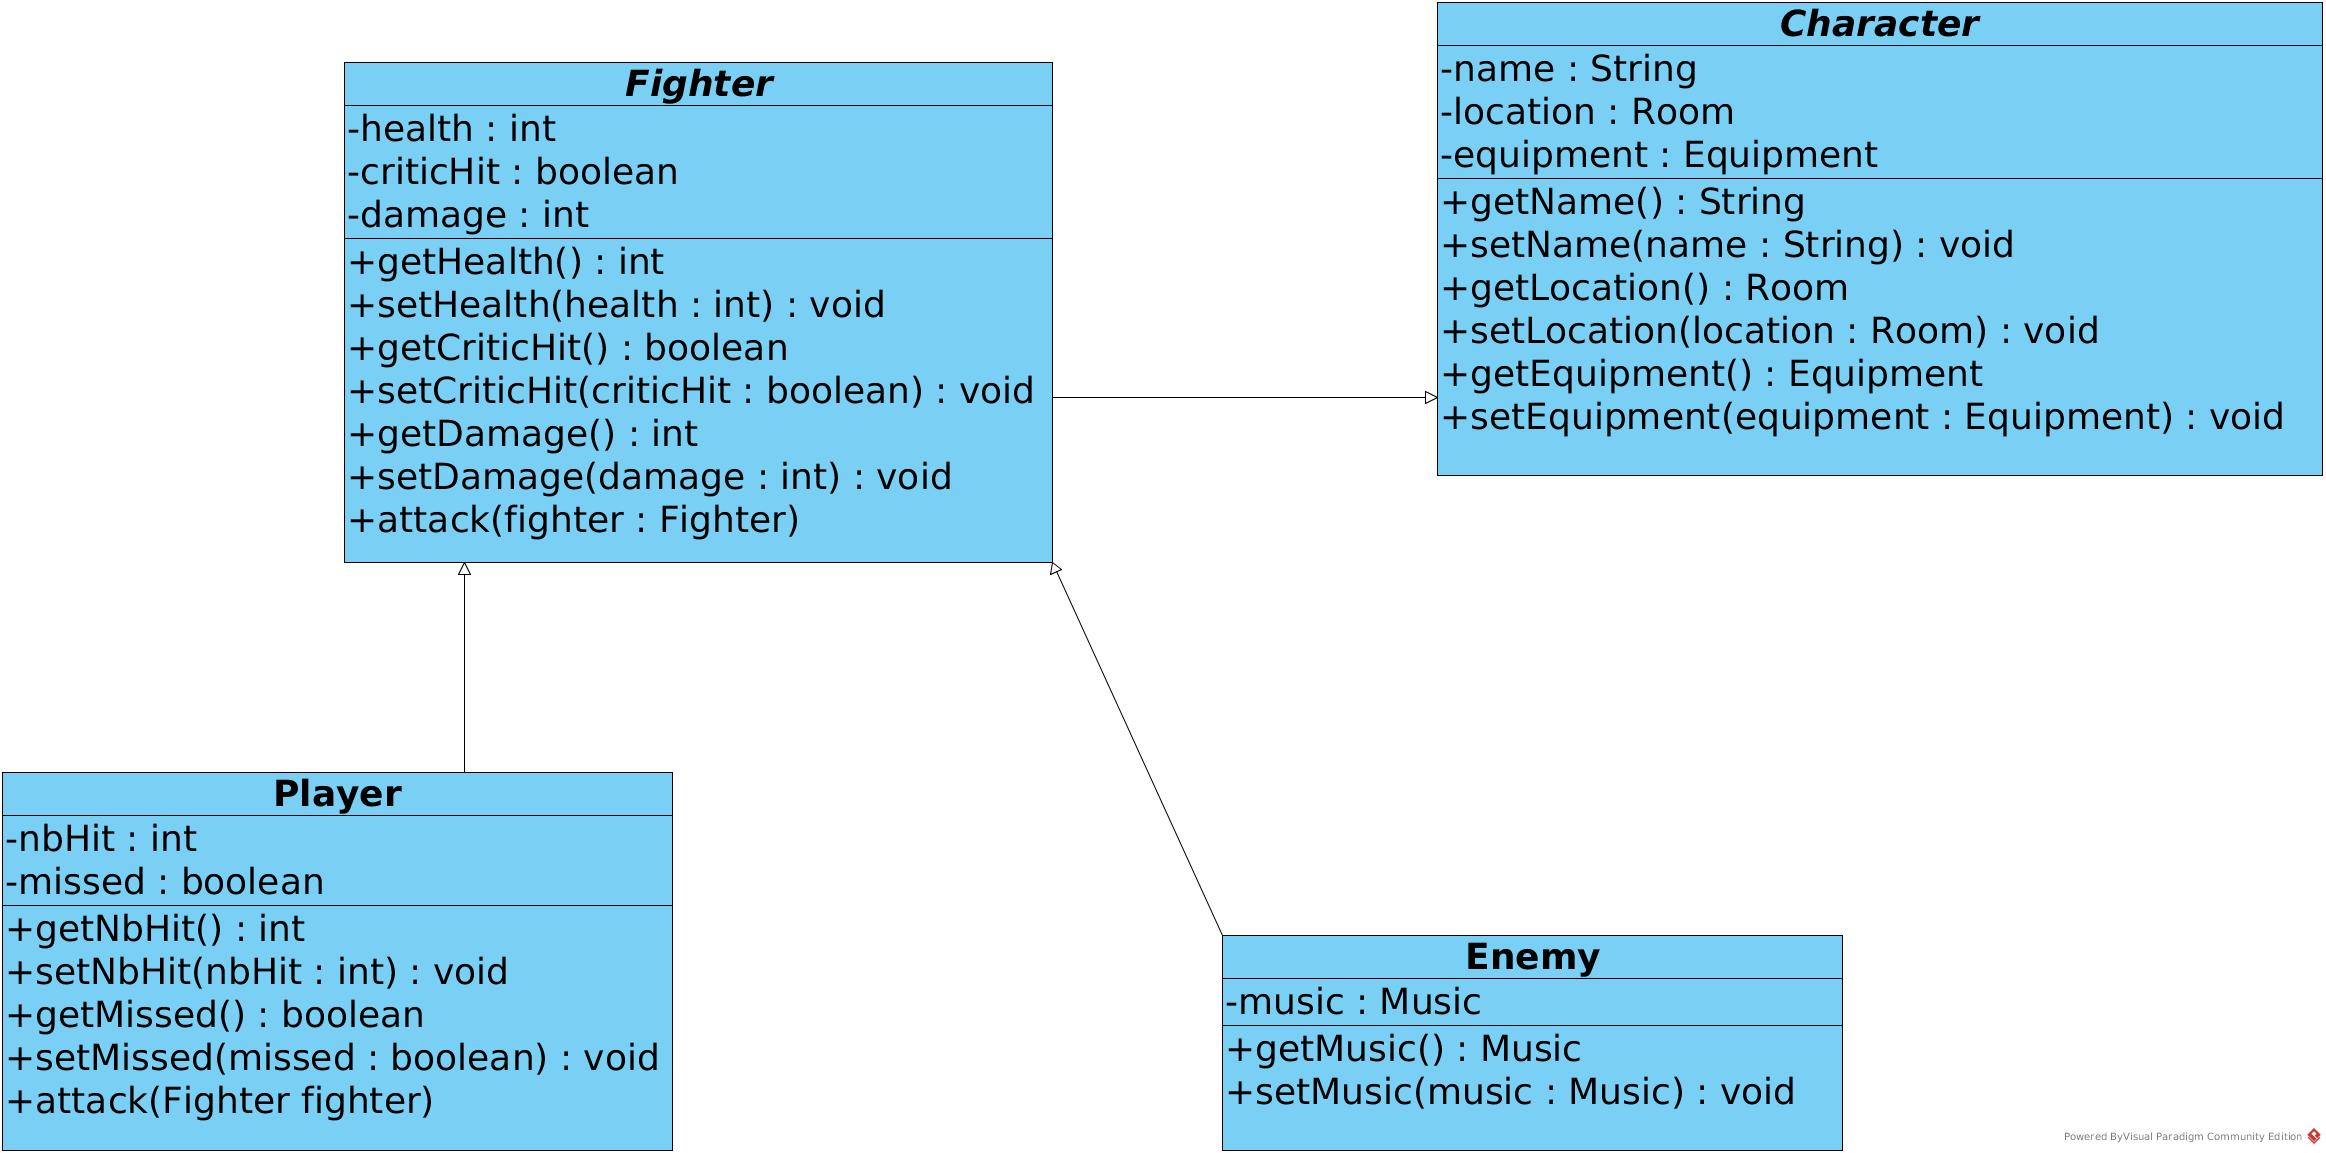 Character
-name : String
-location : Room
-equipment : Equipment
+getName() : String
+setName(name : String) : void
+getLocation() : Room
+setLocation(location : Room) : void
+getEquipment() : Equipment
+setEquipment(equipment : Equipment) : void
Fighter
-health : int
-criticHit : boolean
-damage : int
+getHealth() : int
+setHealth(health : int) : void
+getCriticHit() : boolean
+setCriticHit(criticHit : boolean) : void
+getDamage() : int
+setDamage(damage : int) : void
+attack(fighter : Fighter)
Player
-nbHit : int
-missed : boolean
+getNbHit() : int
+setNbHit(nbHit : int) : void
+getMissed() : boolean
+setMissed(missed : boolean) : void
+attack(Fighter fighter)
Enemy
-music : Music
+getMusic() : Music
+setMusic(music : Music) : void
Powered ByVisual Paradigm Community Edition